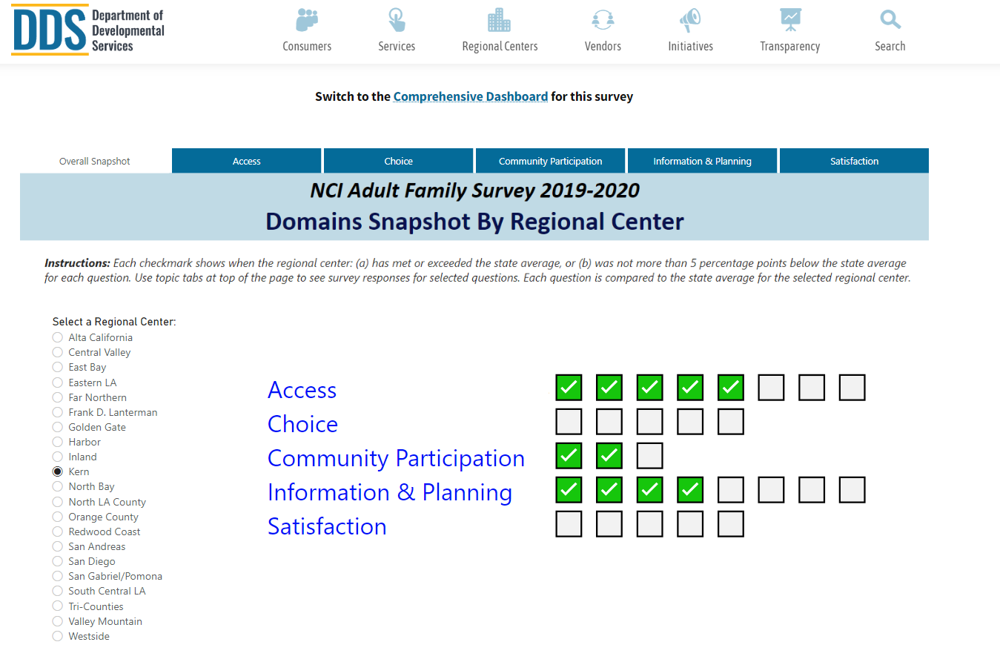 DDS
Department of
Developmental
Services
Consumers
Services
Regional Centers
Vendors
Initiatives
Transparency
Search
Switch to the Comprehensive Dashboard for this survey
Overall Snapshot
Access
Choice
Community Participation
Information & Planning
Satisfaction
NCI Adult Family Survey 2019-2020
Domains Snapshot By Regional Center
Instructions: Each checkmark shows when the regional center: (a) has met or exceeded the state average, or (b) was not more than 5 percentage points below the state average
for each question. Use topic tabs at top of the page to see survey responses for selected questions. Each question is compared to the state average for the selected regional center.
Select a Regional Center:
Alta California
Central Valley
East Bay
Eastern LA
Far Northern
Frank D. Lanterman
Golden Gate
Harbor
Inland
Kern
North Bay
North LA County
Orange County
Redwood Coast
San Andreas
San Diego
San Gabriel/Pomona
South Central LA
Tri-Counties
Valley Mountain
Westside
Access
Choice
Community Participation
Information & Planning
Satisfaction